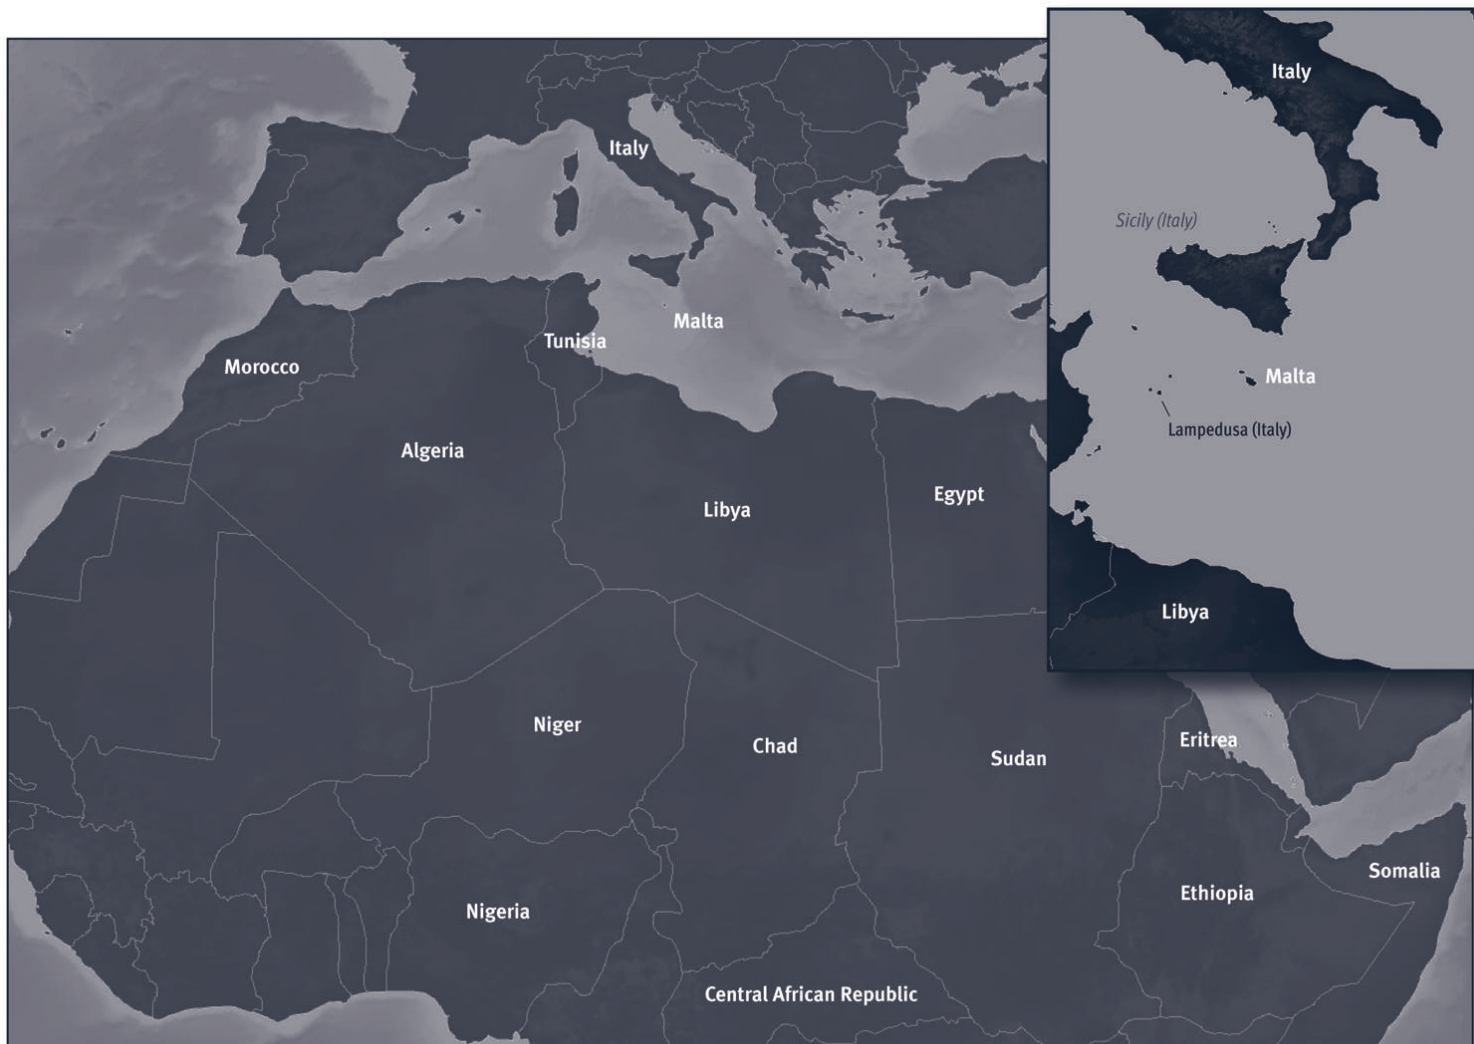 Italy
Malta
Tunisia
Morocco
Algeria
Egypt
Libya
Niger
Chad
Eritrea
Sudan
Somalia
Ethiopia
Nigeria
Central African Republic
Italy
Sicily (Italy)
Malta
Lampedusa (Italy)
Libya